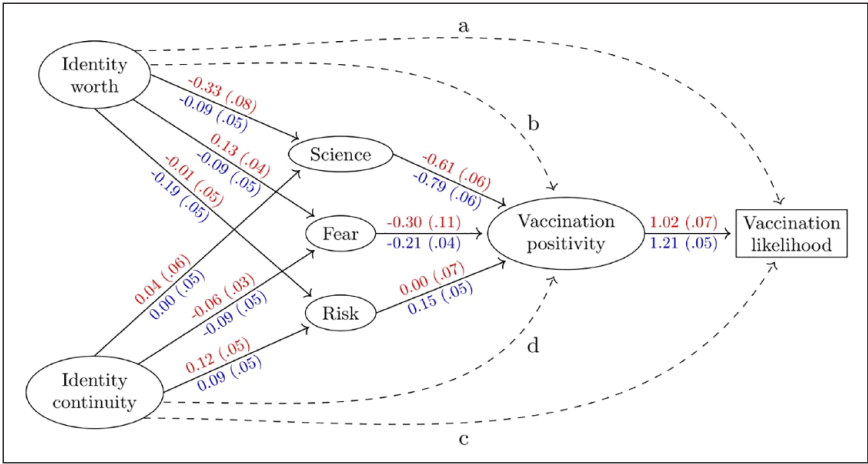 a
Identity
worth
-0.33 (.08)
-0.09 (.05)
b
0.13 (.04)
-0.09 (.05)
Science
-0.61 (.06)
-0.79 (.06)
-0.01 (.05)
-0.19 (.05)
Fear
-0.30 (.11)
-0.21 (.04)
Vaccination
positivity
1.02 (.07)
1.21 (.05)
Vaccination
likelihood
0.04 (.06)
0.00 (.05)
-0.06 (.03)
-0.09 (.05)
Risk
0.00 (.07)
0.15 (.05)
0.12 (.05)
0.09 (.05)
d
Identity
continuity
c